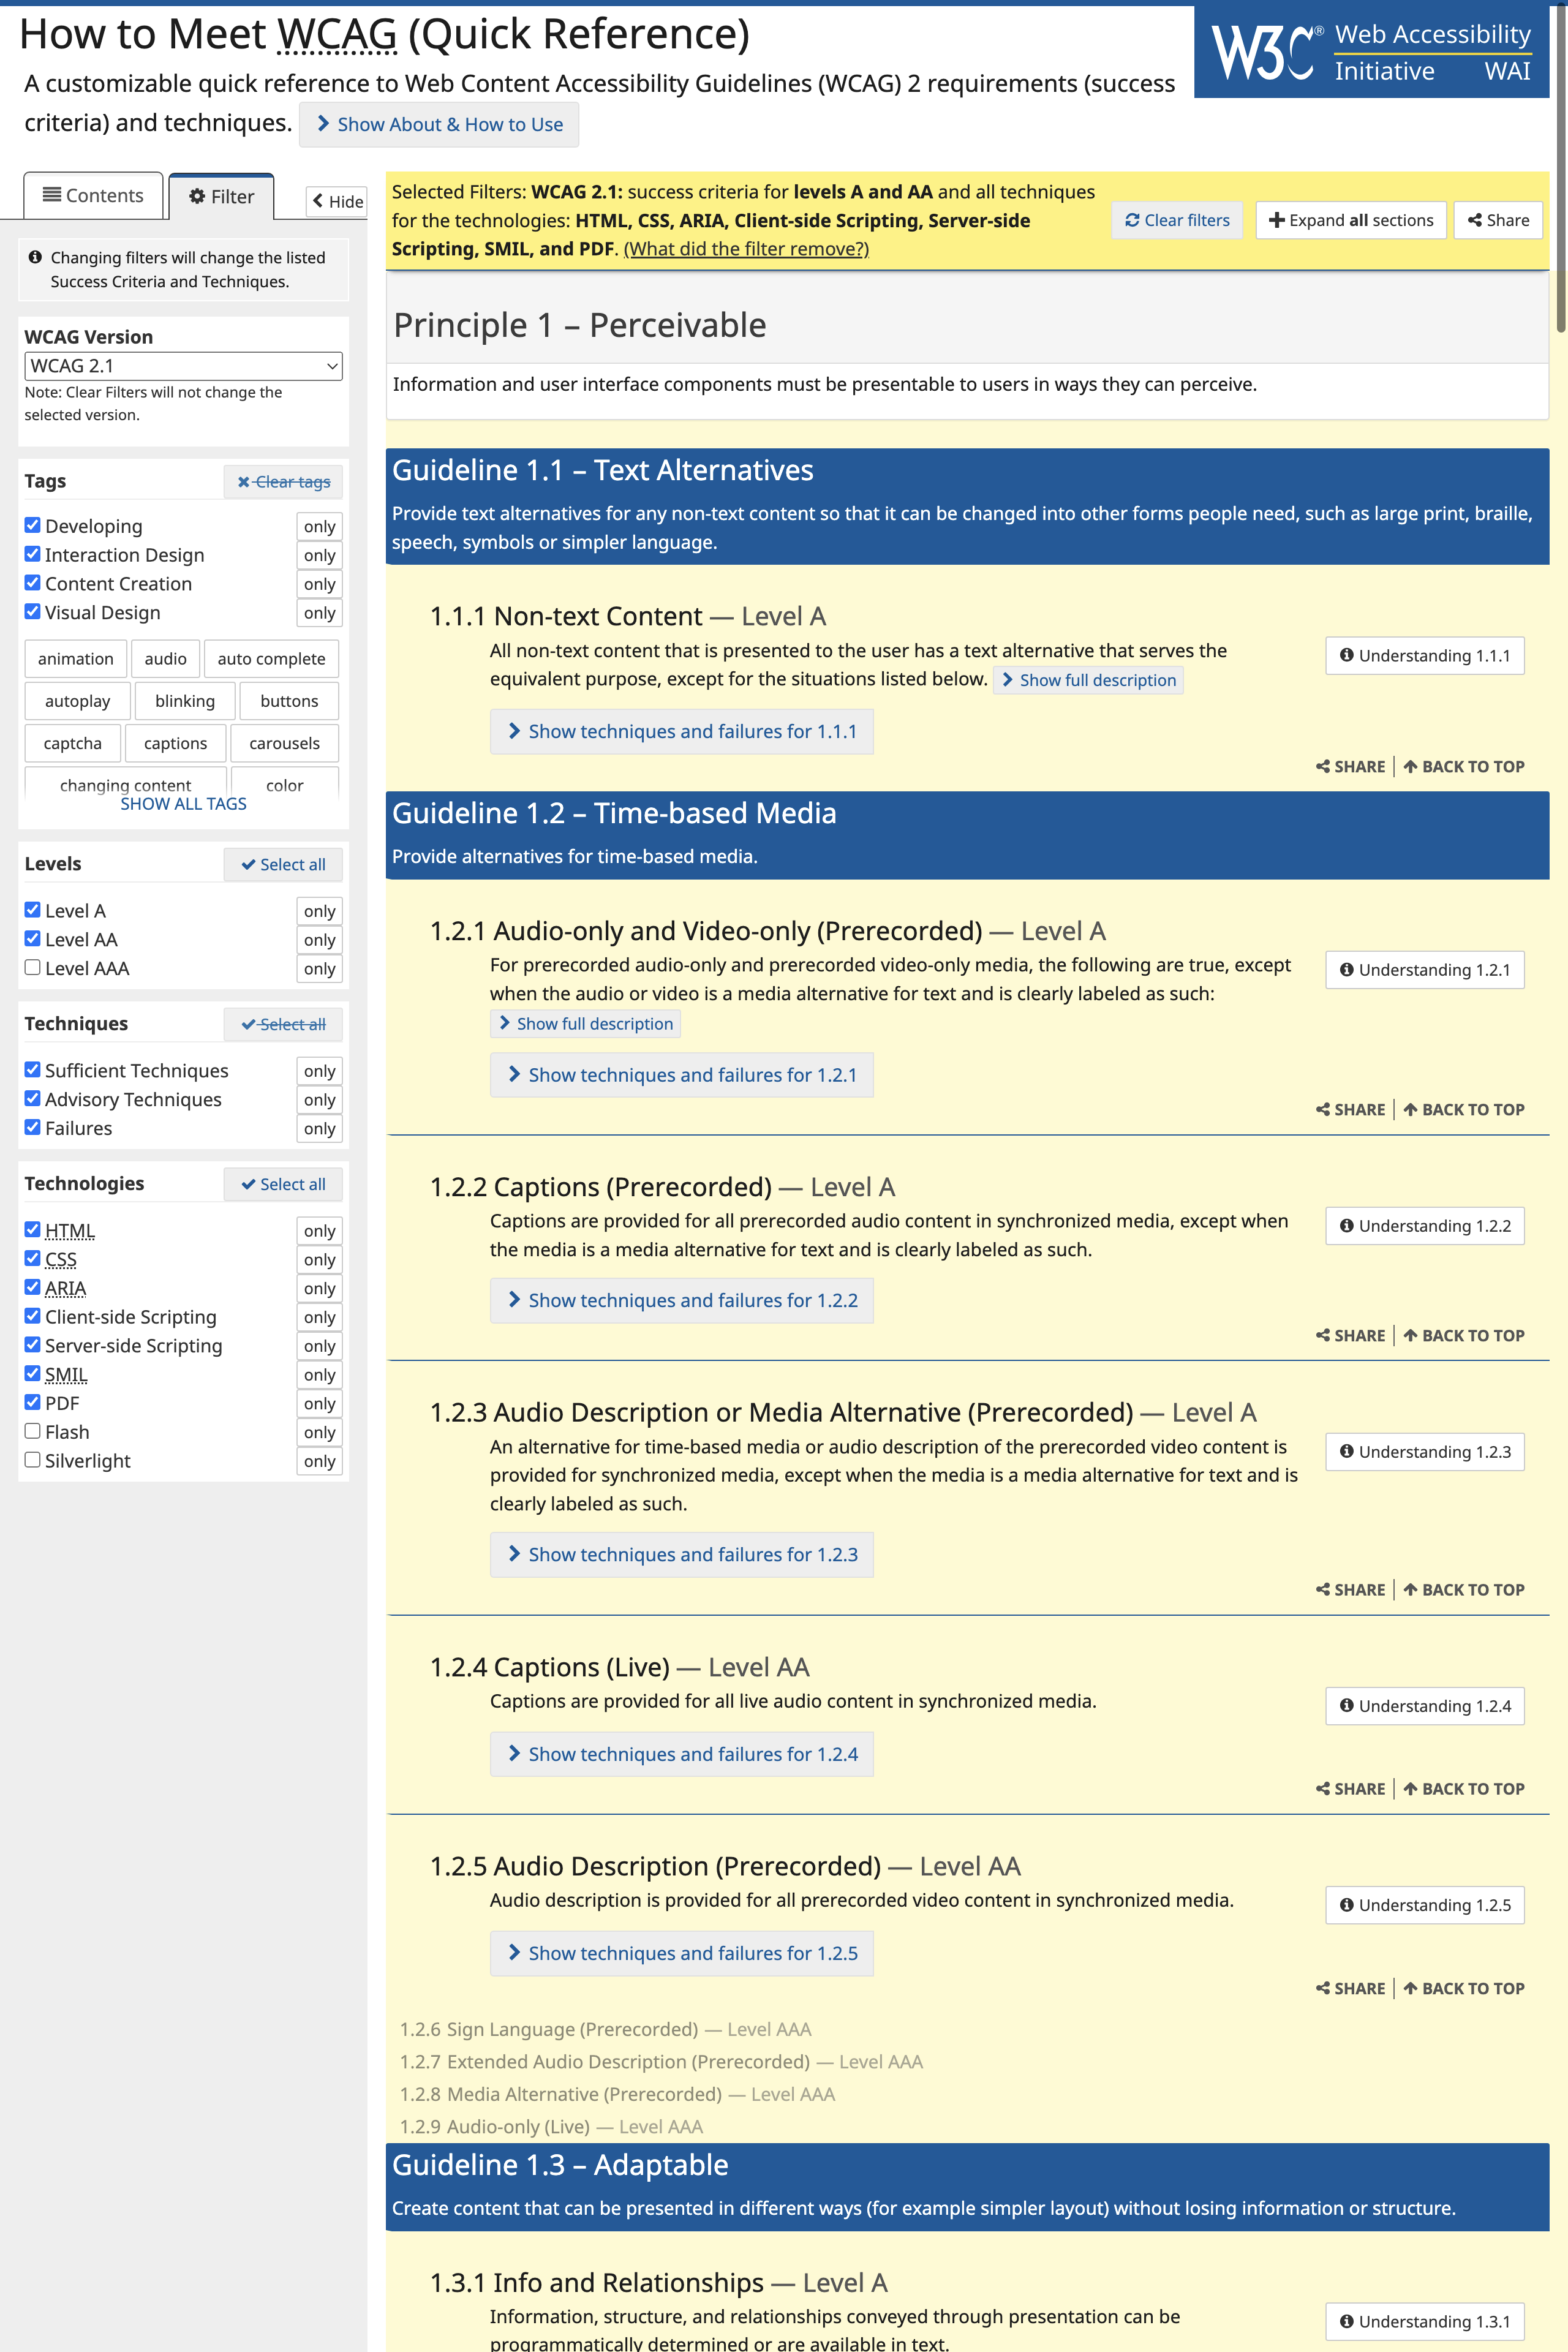 How to Meet WCAG (Quick Reference)
W3C® Web Accessibility
Initiative WAI
A customizable quick reference to Web Content Accessibility Guidelines (WCAG) 2 requirements (success
criteria) and techniques. Show About & How to Use
Contents
Filter
Hide
Changing filters will change the listed
Success Criteria and Techniques.
WCAG Version
WCAG 2.1
Note: Clear Filters will not change the
selected version.
Tags Clear tags
Developing only
Interaction Design only
Content Creation only
Visual Design only
animation audio auto complete
autoplay blinking buttons
captcha captions carousels
changing content color
SHOW ALL TAGS
Levels Select all
Level A only
Level AA only
Level AAA only
Techniques Select all
Sufficient Techniques only
Advisory Techniques only
Failures only
Technologies Select all
HTML only
CSS only
ARIA only
Client-side Scripting only
Server-side Scripting only
SMIL only
PDF only
Flash only
Silverlight only
Selected Filters: WCAG 2.1: success criteria for levels A and AA and all techniques
for the technologies: HTML, CSS, ARIA, Client-side Scripting, Server-side
Scripting, SMIL, and PDF. (What did the filter remove?)
Clear filters Expand all sections Share
Principle 1 – Perceivable
Information and user interface components must be presentable to users in ways they can perceive.
Guideline 1.1 – Text Alternatives
Provide text alternatives for any non-text content so that it can be changed into other forms people need, such as large print, braille,
speech, symbols or simpler language.
1.1.1 Non-text Content — Level A
All non-text content that is presented to the user has a text alternative that serves the
equivalent purpose, except for the situations listed below. Show full description
Understanding 1.1.1
Show techniques and failures for 1.1.1
SHARE BACK TO TOP
Guideline 1.2 – Time-based Media
Provide alternatives for time-based media.
1.2.1 Audio-only and Video-only (Prerecorded) — Level A
For prerecorded audio-only and prerecorded video-only media, the following are true, except
when the audio or video is a media alternative for text and is clearly labeled as such:
Show full description
Understanding 1.2.1
Show techniques and failures for 1.2.1
SHARE BACK TO TOP
1.2.2 Captions (Prerecorded) — Level A
Captions are provided for all prerecorded audio content in synchronized media, except when
the media is a media alternative for text and is clearly labeled as such.
Understanding 1.2.2
Show techniques and failures for 1.2.2
SHARE BACK TO TOP
1.2.3 Audio Description or Media Alternative (Prerecorded) — Level A
An alternative for time-based media or audio description of the prerecorded video content is
provided for synchronized media, except when the media is a media alternative for text and is
clearly labeled as such.
Understanding 1.2.3
Show techniques and failures for 1.2.3
SHARE BACK TO TOP
1.2.4 Captions (Live) — Level AA
Captions are provided for all live audio content in synchronized media.
Understanding 1.2.4
Show techniques and failures for 1.2.4
SHARE BACK TO TOP
1.2.5 Audio Description (Prerecorded) — Level AA
Audio description is provided for all prerecorded video content in synchronized media.
Understanding 1.2.5
Show techniques and failures for 1.2.5
SHARE BACK TO TOP
1.2.6 Sign Language (Prerecorded) — Level AAA
1.2.7 Extended Audio Description (Prerecorded) — Level AAA
1.2.8 Media Alternative (Prerecorded) — Level AAA
1.2.9 Audio-only (Live) — Level AAA
Guideline 1.3 – Adaptable
Create content that can be presented in different ways (for example simpler layout) without losing information or structure.
1.3.1 Info and Relationships — Level A
Information, structure, and relationships conveyed through presentation can be
programmatically determined or are available in text.
Understanding 1.3.1